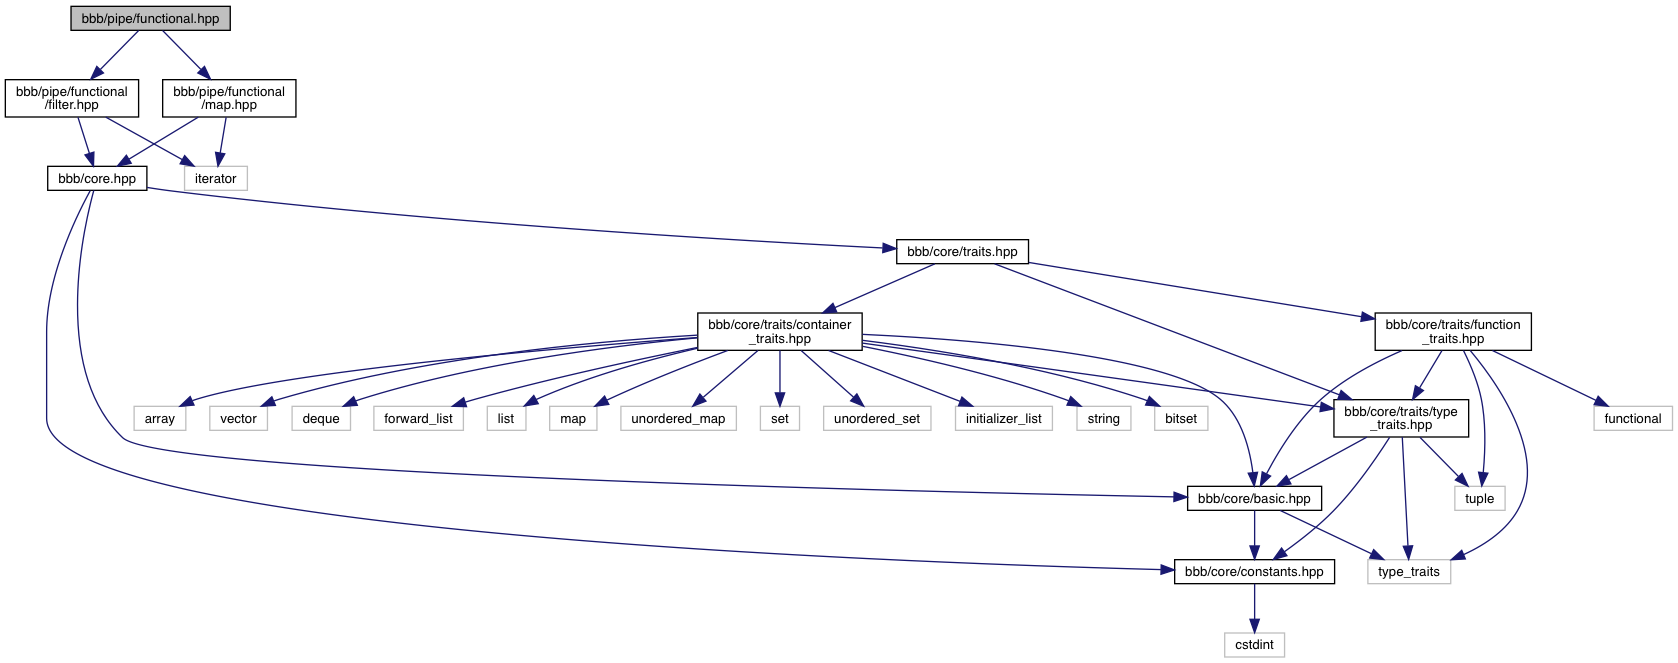 bbb/pipe/functional.hpp
bbb/pipe/functional
/filter.hpp
bbb/pipe/functional
/map.hpp
bbb/core.hpp
iterator
bbb/core/traits.hpp
bbb/core/traits/container
_traits.hpp
bbb/core/traits/function
_traits.hpp
array
vector
deque
forward_list
list
map
unordered_map
set
unordered_set
initializer_list
string
bitset
bbb/core/traits/type
_traits.hpp
functional
bbb/core/basic.hpp
tuple
bbb/core/constants.hpp
type_traits
cstdint